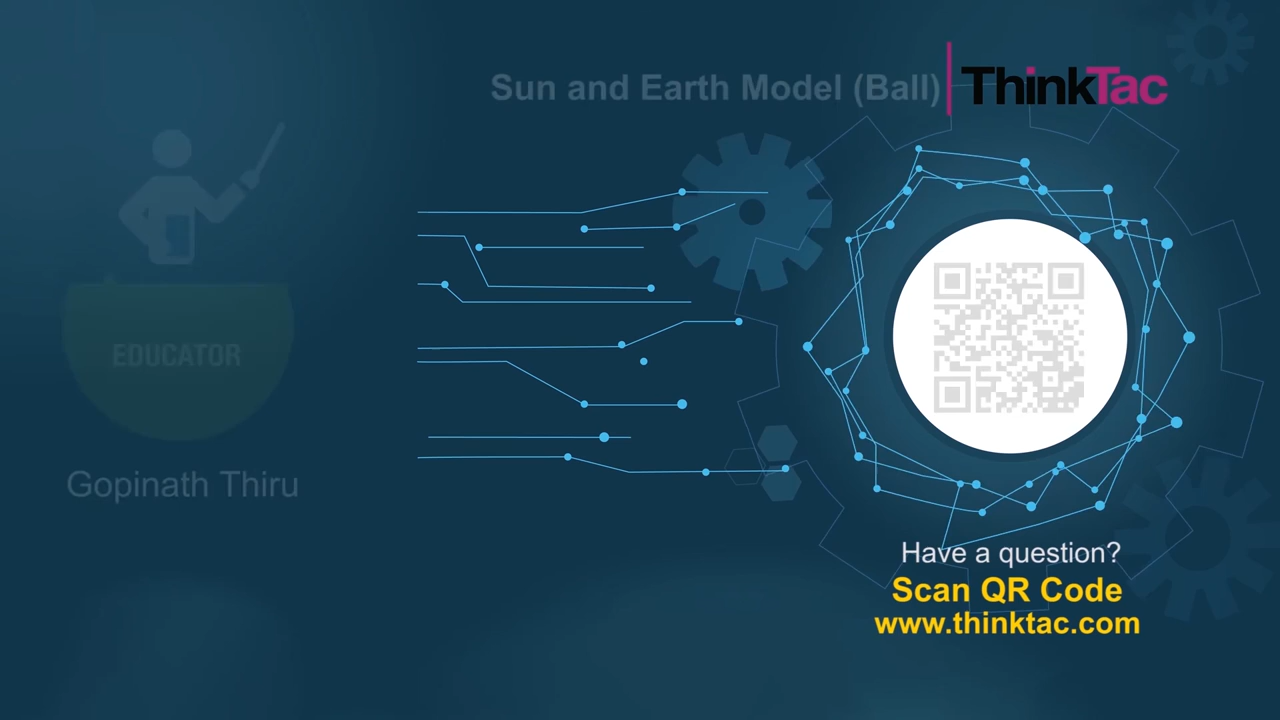 Sun and Earth Model (Ball)
ThinkTac
EDUCATOR
Gopinath Thiru
Have a question?
Scan QR Code
www.thinktac.com